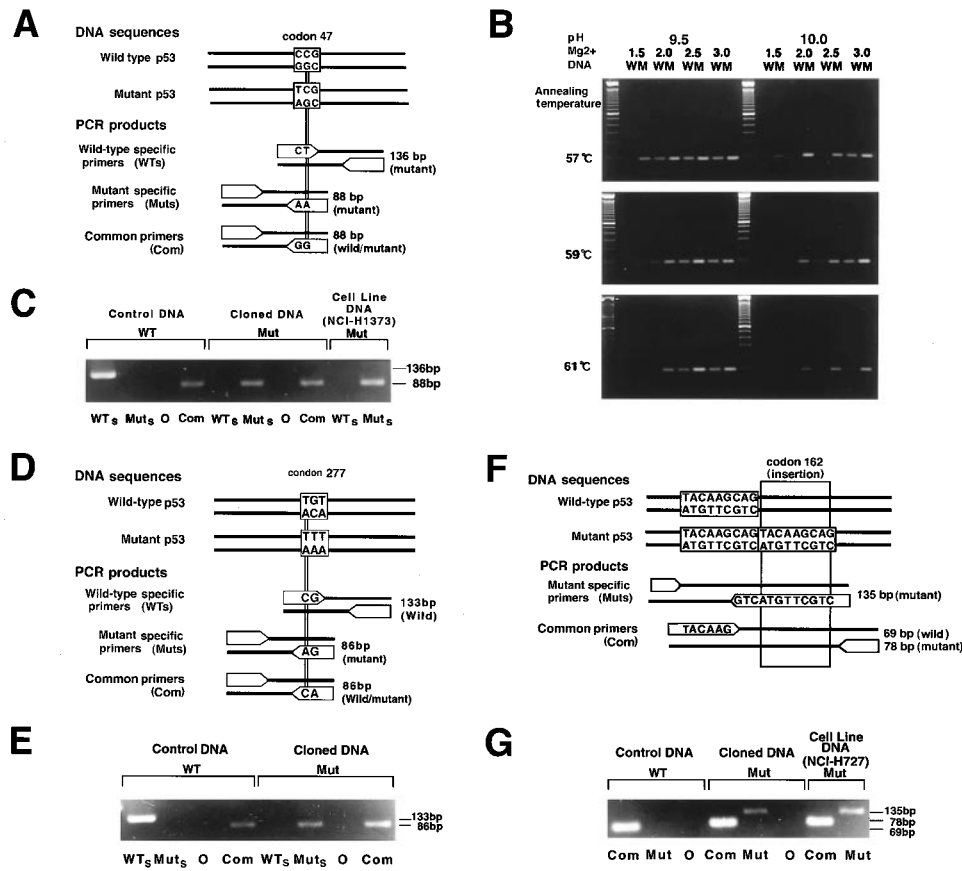 A
DNA sequences
codon 47
Wild type p53
CCG
GGC
Mutant p53
TCG
AGC
PCR products
Wild-type specific
primers (WTs)
CT
136 bp
(mutant)
Mutant specific
primers (Muts)
AA
88 bp
(mutant)
Common primers
(Com)
GG
88 bp
(wild/mutant)
B
pH 9.5 10.0
Mg2+ 1.5 2.0 2.5 3.0 1.5 2.0 2.5 3.0
DNA WM WM WM WM WM WM WM WM
Annealing
temperature
57℃
59℃
61℃
C
Control DNA
WT
Cloned DNA
Mut
Cell Line
DNA
(NCI-H1373)
Mut
136bp
88bp
WTs Muts O Com WTs Muts O Com WTs Muts
D
DNA sequences
condon 277
Wild-type p53
TGT
ACA
Mutant p53
TTT
AAA
PCR products
Wild-type specific
primers (WTs)
CG
133bp
(Wild)
Mutant specific
primers (Muts)
AG
86bp
(mutant)
Common primers
(Com)
CA
86bp
(Wild/mutant)
E
Control DNA
WT
Cloned DNA
Mut
133bp
86bp
WTs Muts O Com WTs Muts O Com
F
codon 162
(insertion)
DNA sequences
Wild-type p53
TACAAGCAG
ATGTTCGTC
Mutant p53
TACAAGCAG TACAAGCAG
ATGTTCGTC ATGTTCGTC
PCR products
Mutant specific
primers (Muts)
GTCATGTTCGTC
135 bp (mutant)
Common primers
(Com)
TACAAG
69 bp (wild)
78 bp (mutant)
G
Control DNA
WT
Cloned DNA
Mut
Cell Line
DNA
(NCI-H727)
Mut
135bp
78bp
69bp
Com Mut O Com Mut O Com Mut